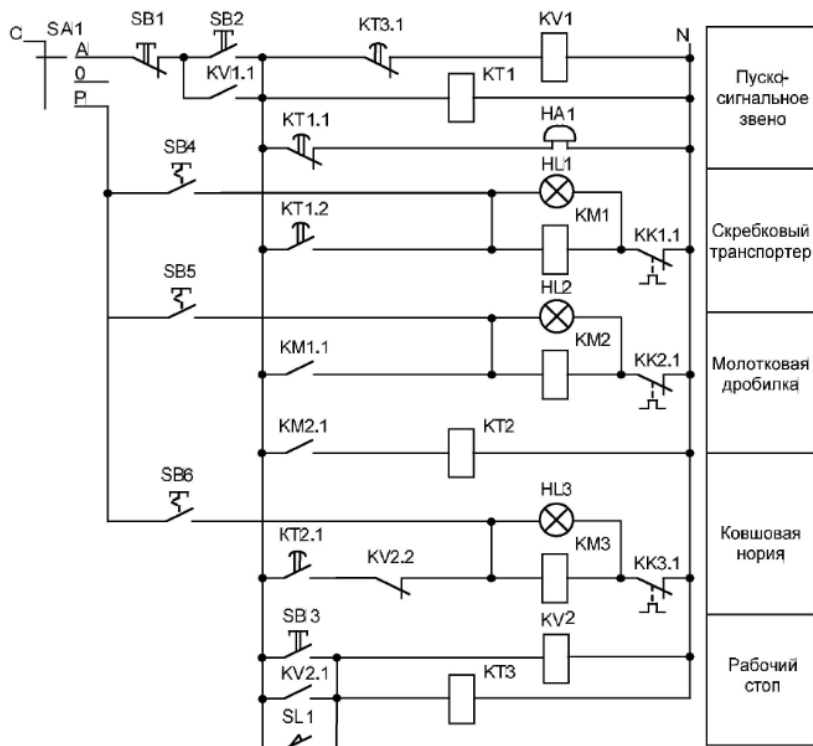 C
SA1
SB1
SB2
KT3.1
KV1
N
A
0
P
KV1.1
KT1
Пуско-
сигнальное
звено
KT1.1
HA1
SB4
HL1
KT1.2
KM1
KK1.1
Скребковый
транспортер
SB5
HL2
KM1.1
KM2
KK2.1
Молотковая
дробилка
KM2.1
KT2
SB6
HL3
KT2.1
KV2.2
KM3
KK3.1
Ковшовая
нория
SB3
KV2
KV2.1
KT3
Рабочий
стоп
SL1